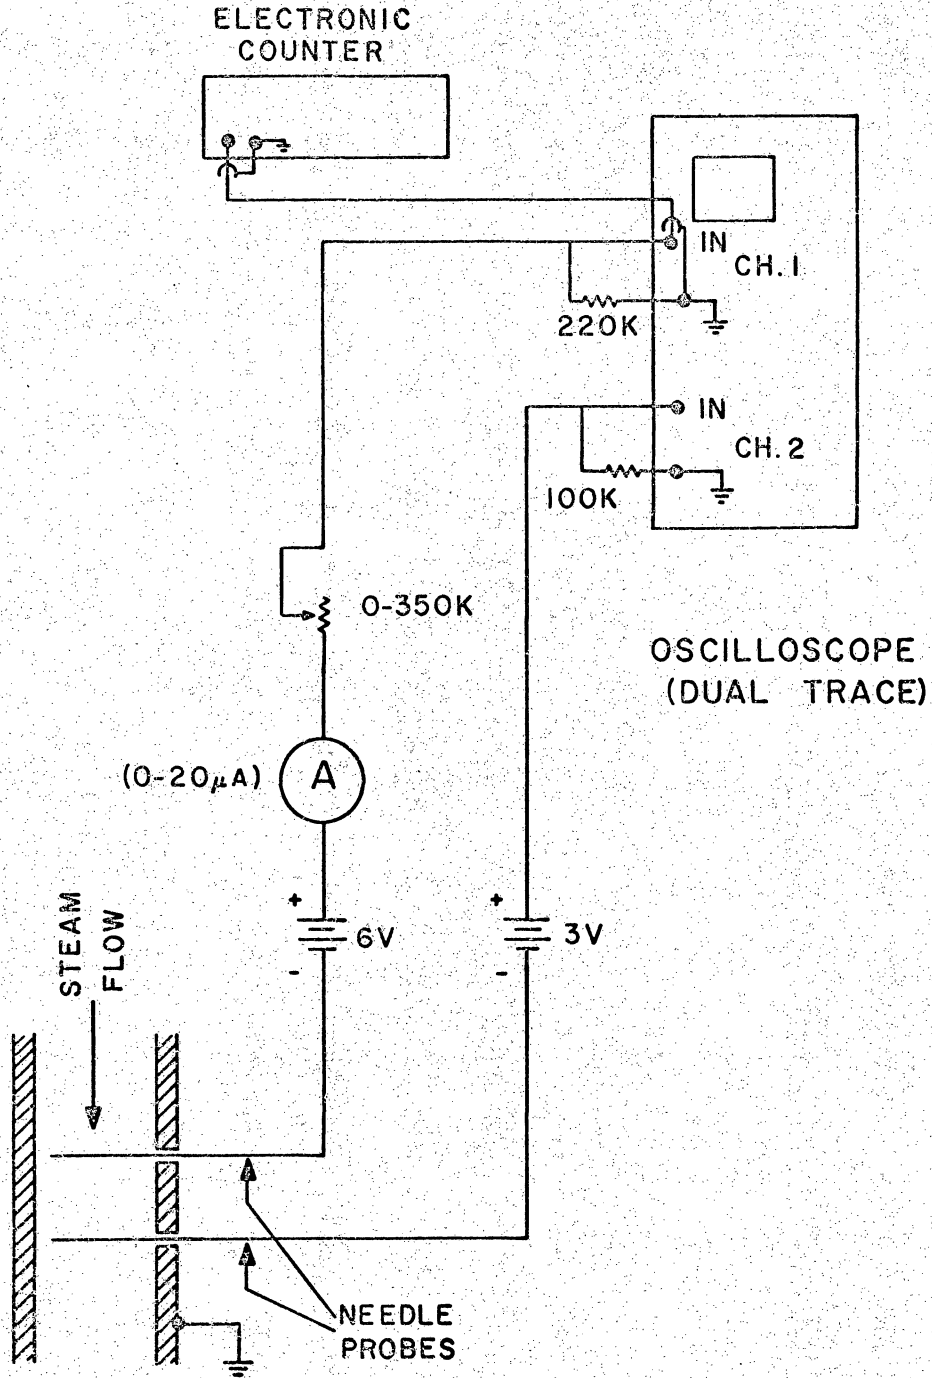 ELECTRONIC
COUNTER
IN
CH. 1
220K
IN
CH. 2
100K
0-350K
OSCILLOSCOPE
(DUAL TRACE)
(0-20μA)
A
+
6V
-
+
3V
-
STEAM
FLOW
NEEDLE
PROBES